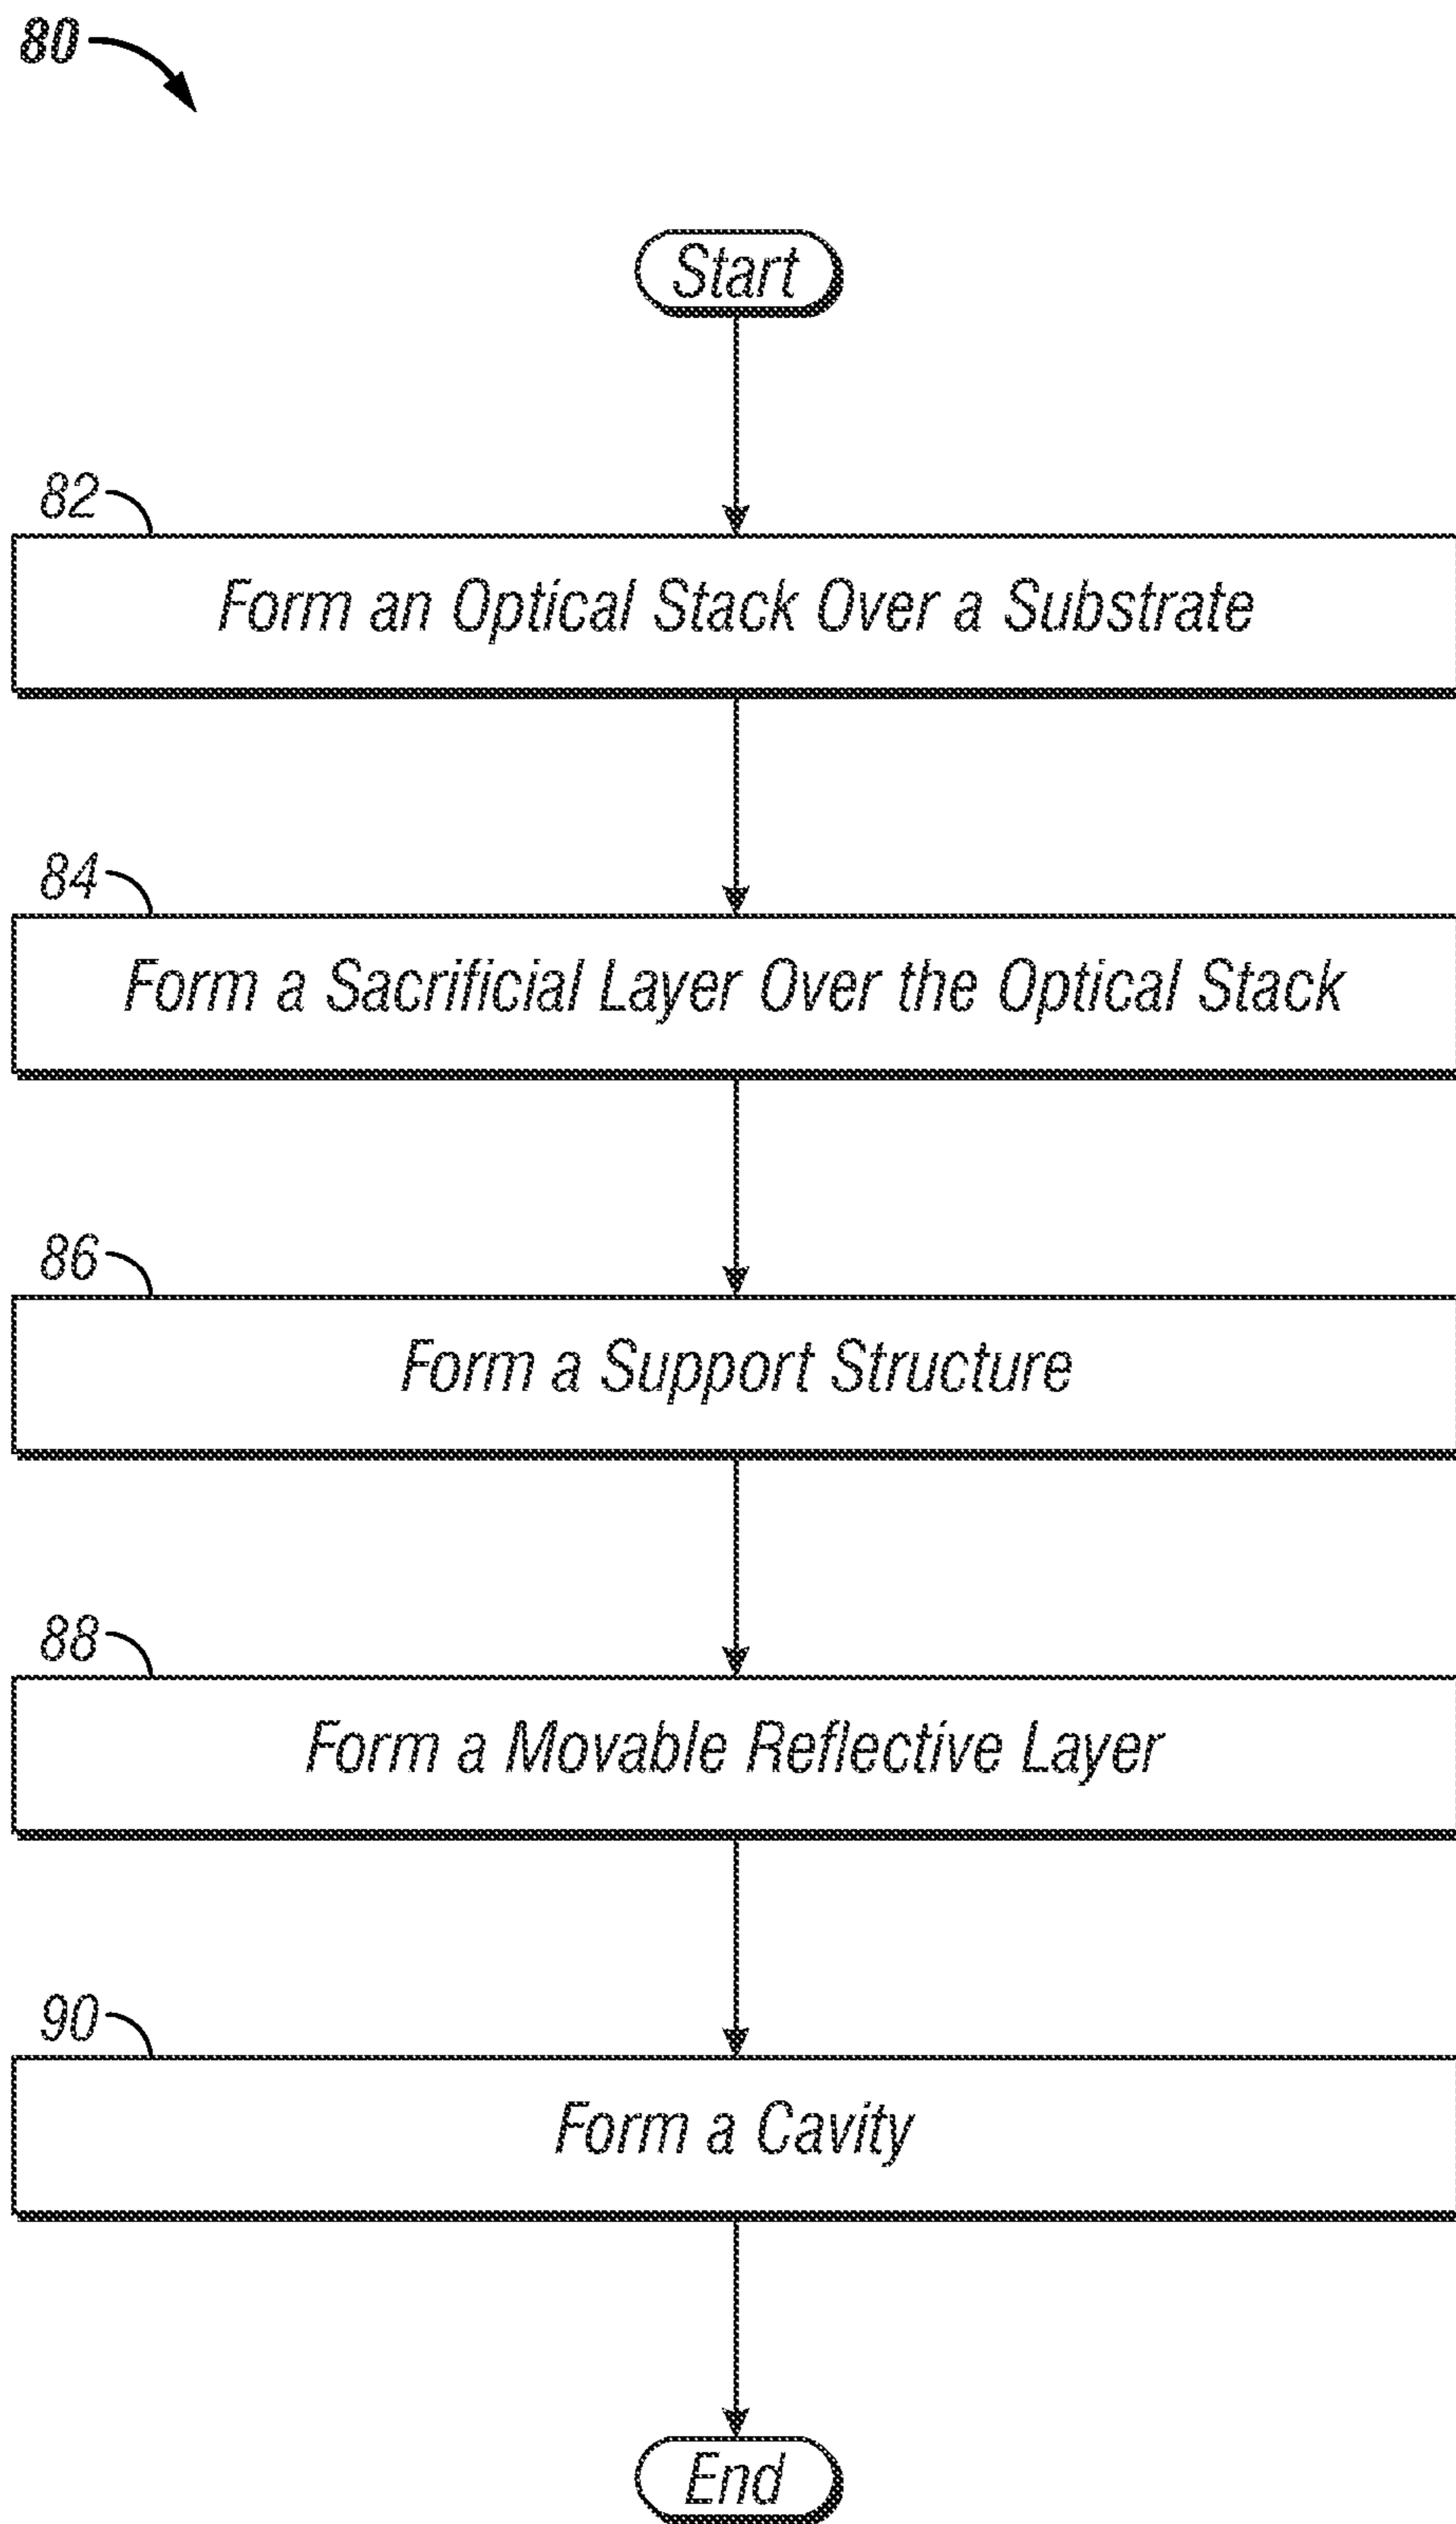 80
Start
82
Form an Optical Stack Over a Substrate
84
Form a Sacrificial Layer Over the Optical Stack
86
Form a Support Structure
88
Form a Movable Reflective Layer
90
Form a Cavity
End